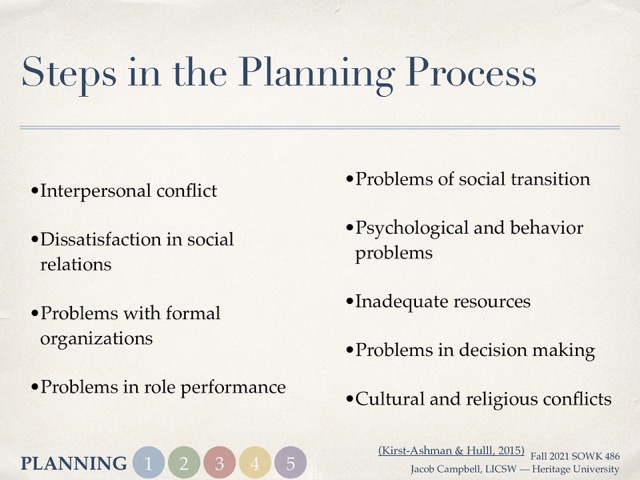 Steps in the Planning Process
•Interpersonal conflict
•Dissatisfaction in social
relations
•Problems with formal
organizations
•Problems in role performance
•Problems of social transition
•Psychological and behavior
problems
•Inadequate resources
•Problems in decision making
•Cultural and religious conflicts
PLANNING 1 2 3 4 5
(Kirst-Ashman & Hulll, 2015)
Fall 2021 SOWK 486
Jacob Campbell, LICSW — Heritage University